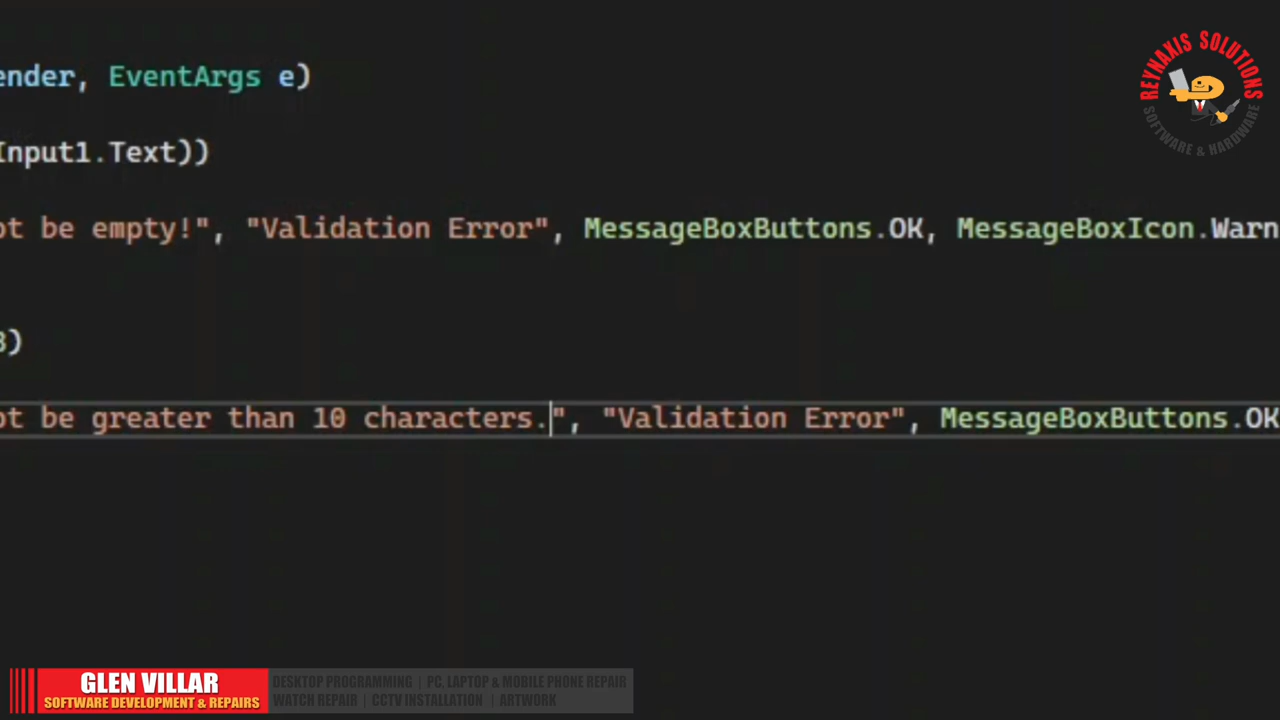 ender, EventArgs e)
Input1.Text))
ot be empty!", "Validation Error", MessageBoxButtons.OK, MessageBoxIcon.Warn
3)
ot be greater than 10 characters.", "Validation Error", MessageBoxButtons.OK
REYNAXIS SOLUTIONS
SOFTWARE & HARDWARE
GLEN VILLAR
SOFTWARE DEVELOPMENT & REPAIRS
DESKTOP PROGRAMMING | PC, LAPTOP & MOBILE PHONE REPAIR
WATCH REPAIR | CCTV INSTALLATION | ARTWORK